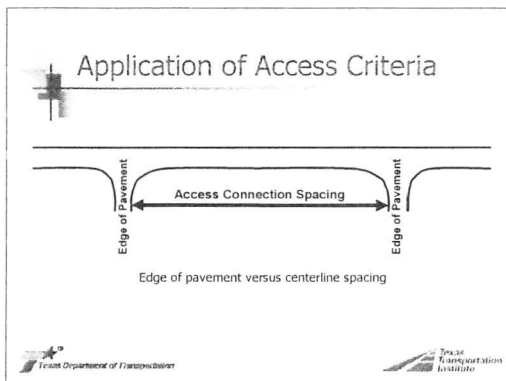 Application of Access Criteria
Edge of Pavement
Access Connection Spacing
Edge of Pavement
Edge of pavement versus centerline spacing
Texas Department of Transportation
Texas
Transportation
Institute